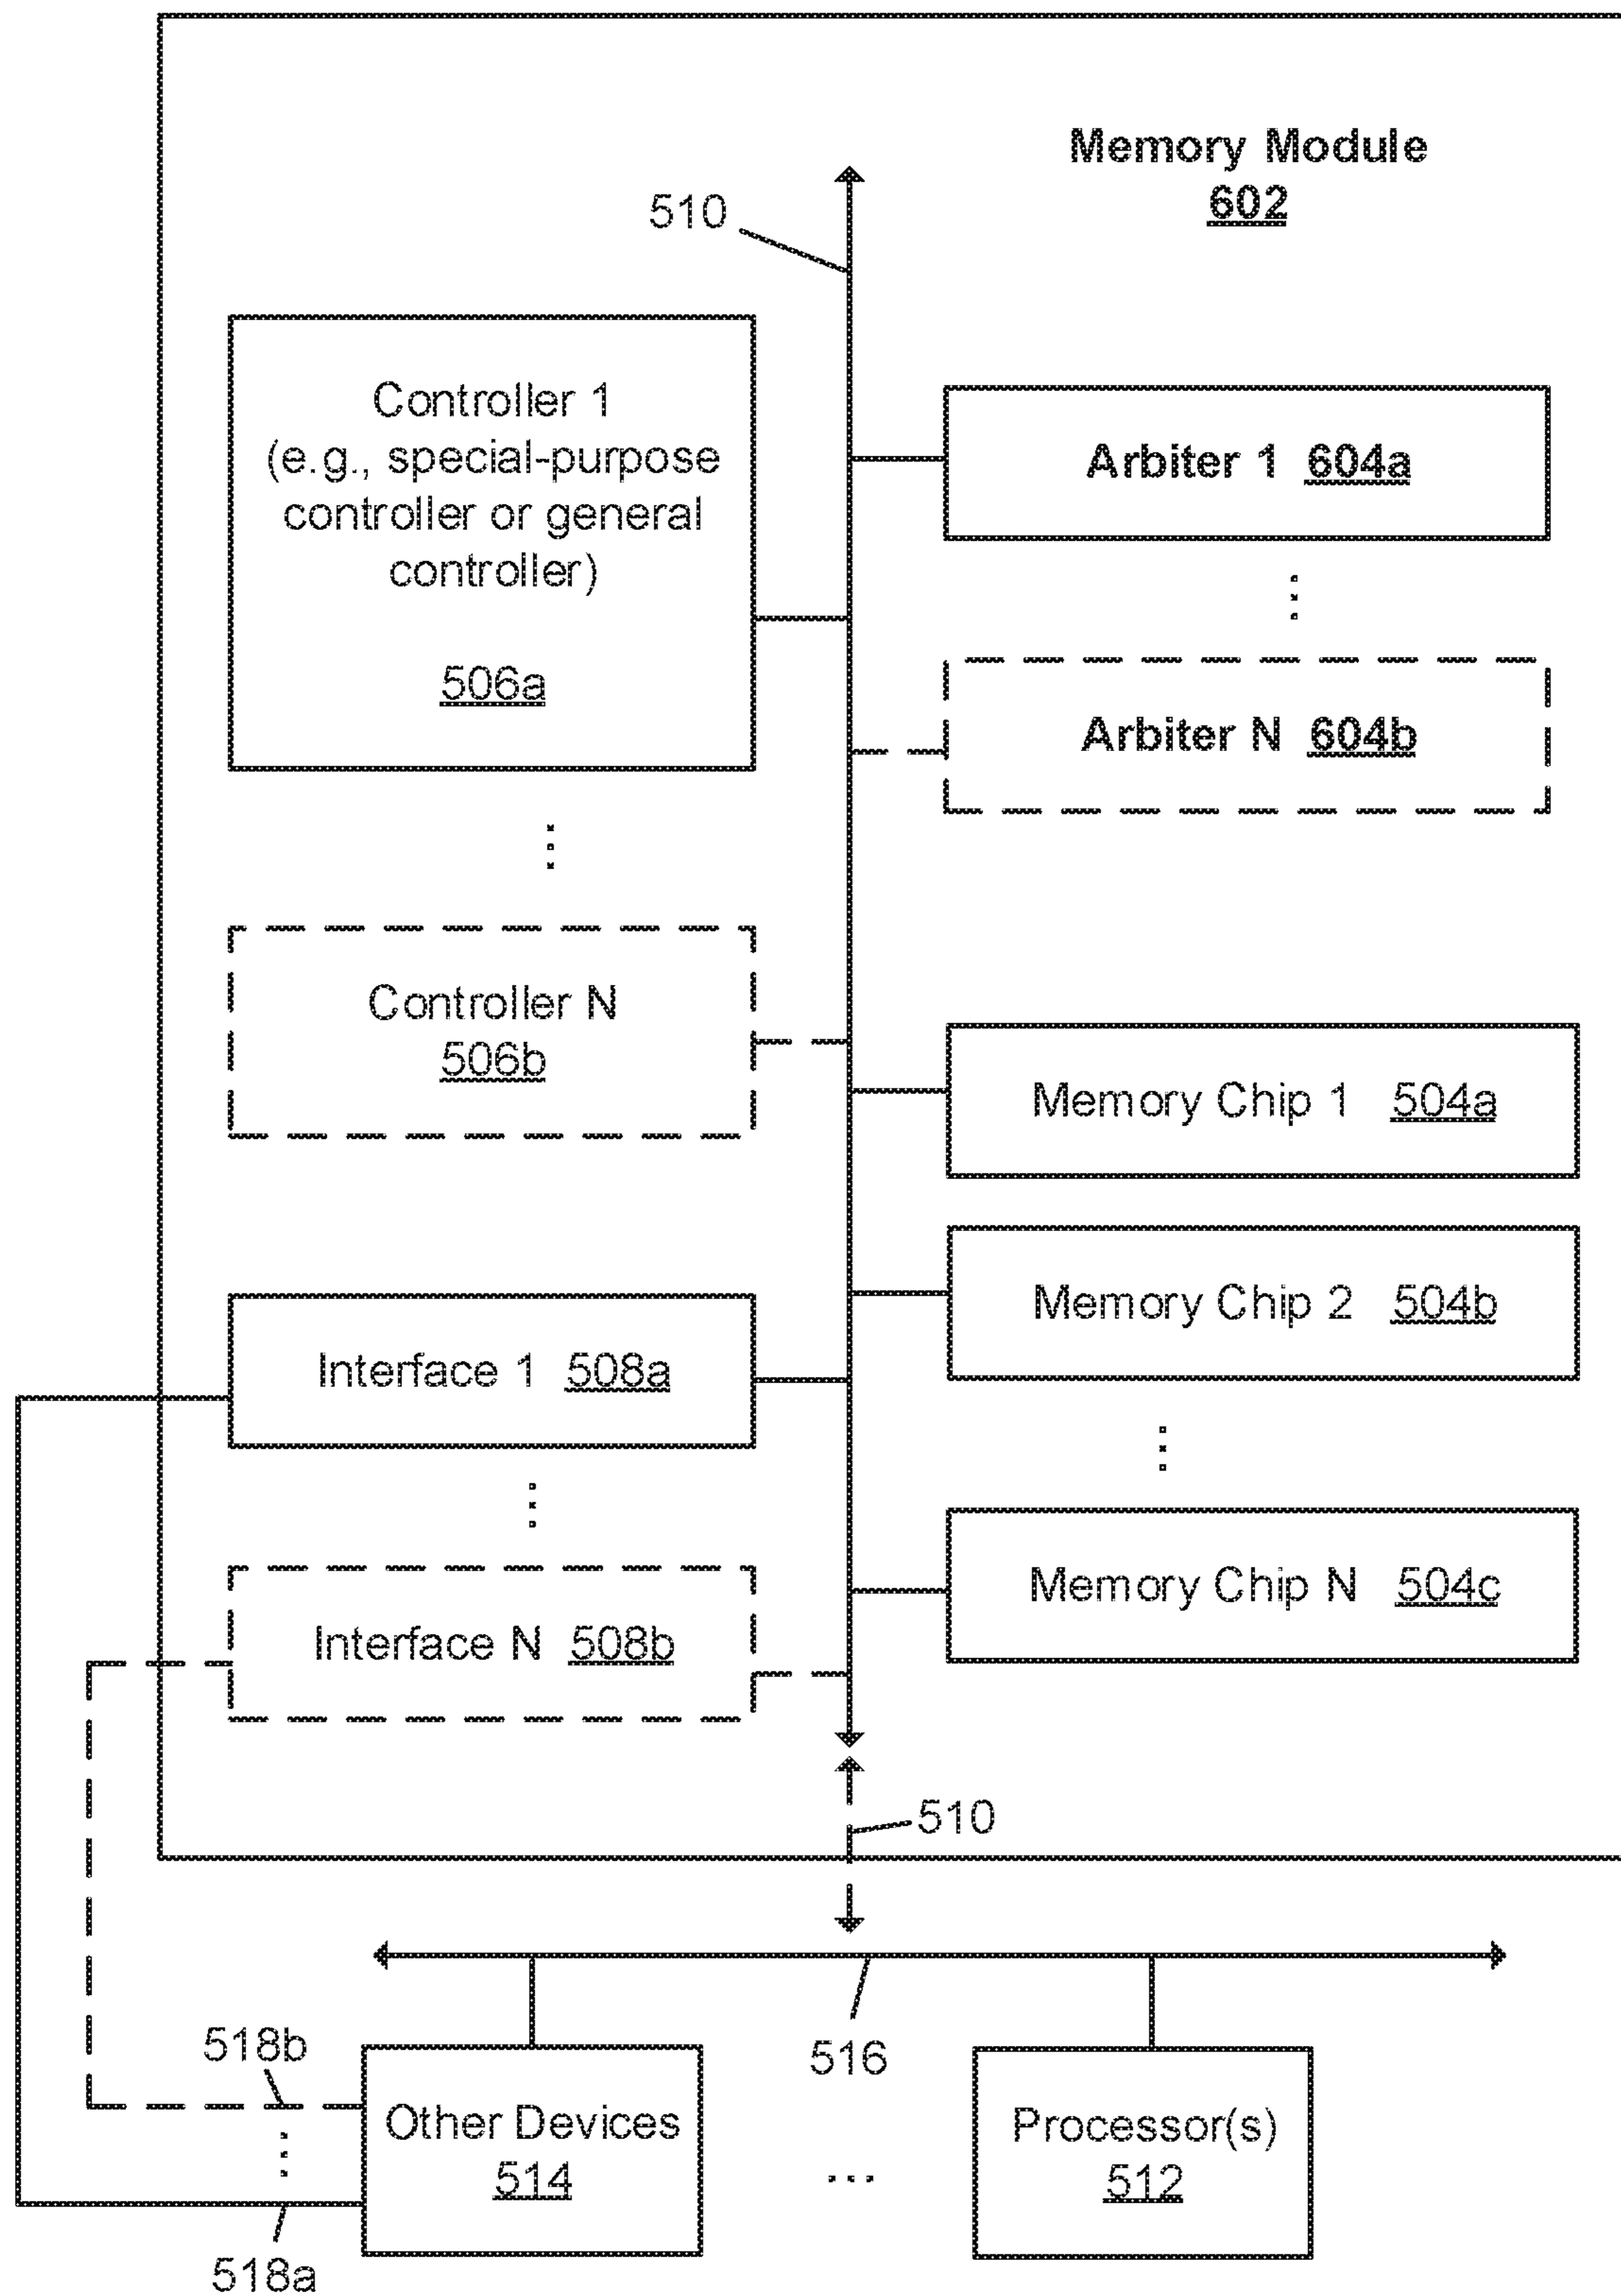 Memory Module
602
510
Controller 1
(e.g., special-purpose
controller or general
controller)
506a
Arbiter 1 604a
Arbiter N 604b
Controller N
506b
Memory Chip 1 504a
Memory Chip 2 504b
Interface 1 508a
Memory Chip N 504c
Interface N 508b
510
516
518b
Other Devices
514
Processor(s)
512
...
518a